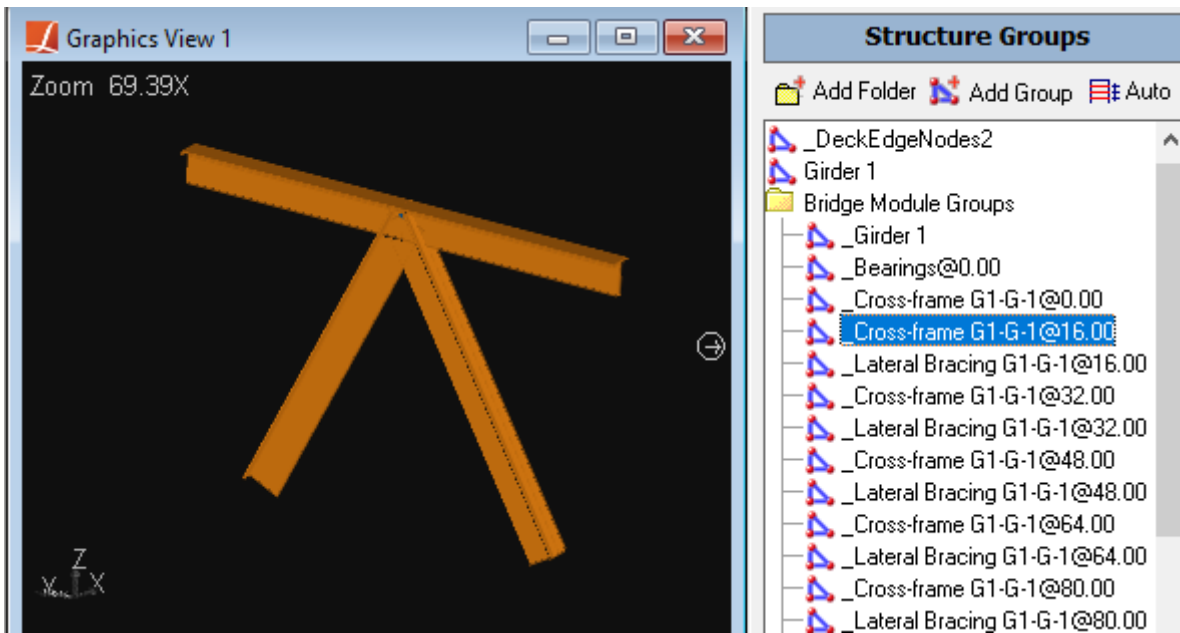 Graphics View 1
Zoom 69.39X
Z
X
Structure Groups
Add Folder Add Group Auto
_DeckEdgeNodes2
Girder 1
Bridge Module Groups
_Girder 1
_Bearings@0.00
_Cross-frame G1-G-1@0.00
_Cross-frame G1-G-1@16.00
_Lateral Bracing G1-G-1@16.00
_Cross-frame G1-G-1@32.00
_Lateral Bracing G1-G-1@32.00
_Cross-frame G1-G-1@48.00
_Lateral Bracing G1-G-1@48.00
_Cross-frame G1-G-1@64.00
_Lateral Bracing G1-G-1@64.00
_Cross-frame G1-G-1@80.00
_Lateral Bracing G1-G-1@80.00